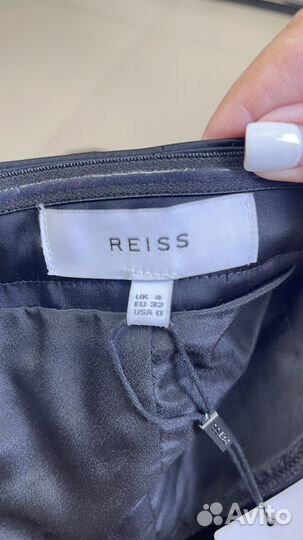 REISS
UK 4
EU 32
USA 0
Avito